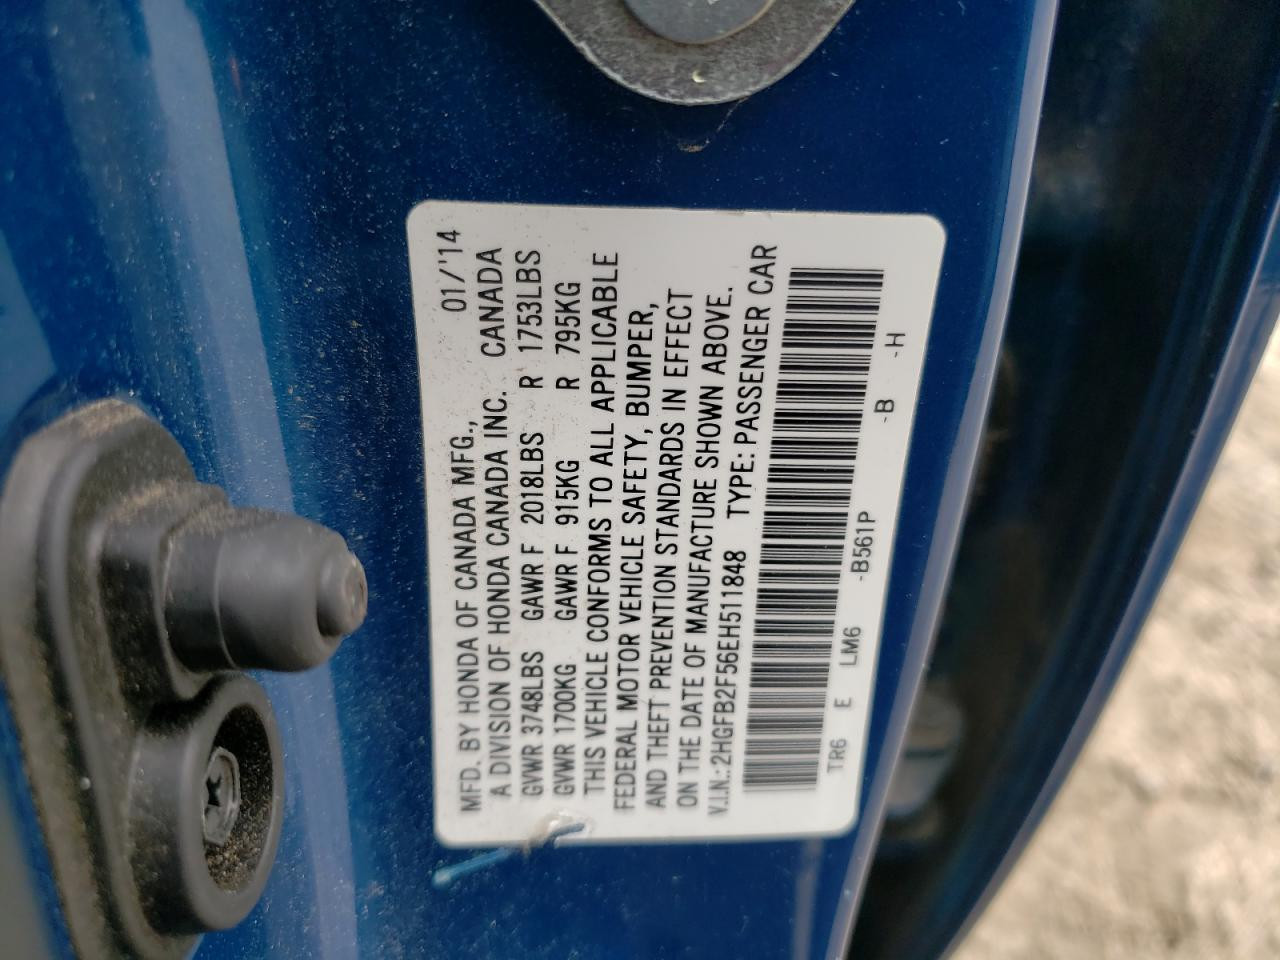 MFD. BY HONDA OF CANADA MFG., 01/'14
A DIVISION OF HONDA CANADA INC. CANADA
GVWR 3748LBS GAWR F 2018LBS R 1753LBS
GVWR 1700KG GAWR F 915KG R 795KG
THIS VEHICLE CONFORMS TO ALL APPLICABLE
FEDERAL MOTOR VEHICLE SAFETY, BUMPER,
AND THEFT PREVENTION STANDARDS IN EFFECT
ON THE DATE OF MANUFACTURE SHOWN ABOVE.
V.I.N.:2HGFB2F56EH511848 TYPE: PASSENGER CAR
TR6 E LM6 -B561P -B -H